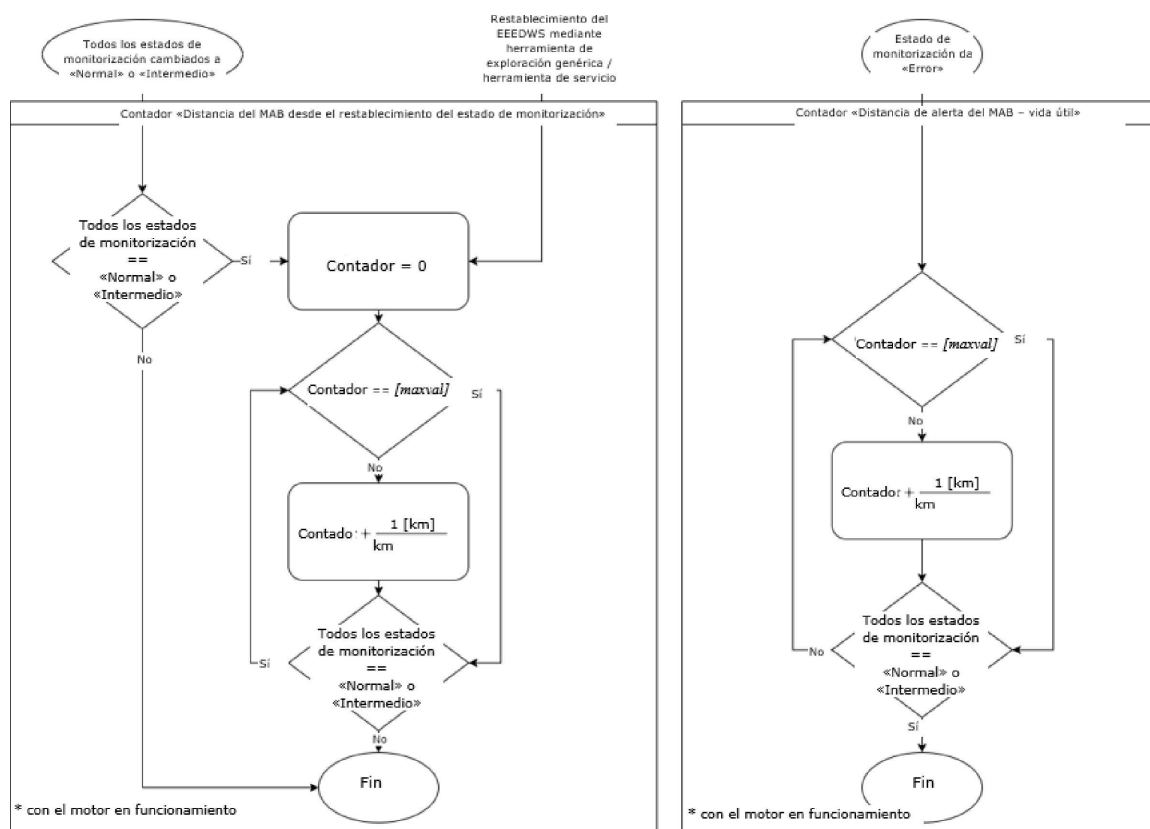 Todos los estados de
monitorización cambiados a
«Normal» o «Intermedio»
Restablecimiento del
EEEDWS mediante
herramienta de
exploración genérica /
herramienta de servicio
Contador «Distancia del MAB desde el restablecimiento del estado de monitorización»
Todos los estados
de monitorización
==
«Normal» o
«Intermedio»
Sí
No
Contador = 0
Contador == [maxval]
Sí
No
Contado + 1 [km]
km
Todos los estados
de monitorización
==
«Normal» o
«Intermedio»
Sí
No
Fin
* con el motor en funcionamiento
Estado de
monitorización da
«Error»
Contador «Distancia de alerta del MAB – vida útil»
Contador == [maxval]
Sí
No
Contador + 1 [km]
km
Todos los estados
de monitorización
==
«Normal» o
«Intermedio»
No
Sí
Fin
* con el motor en funcionamiento